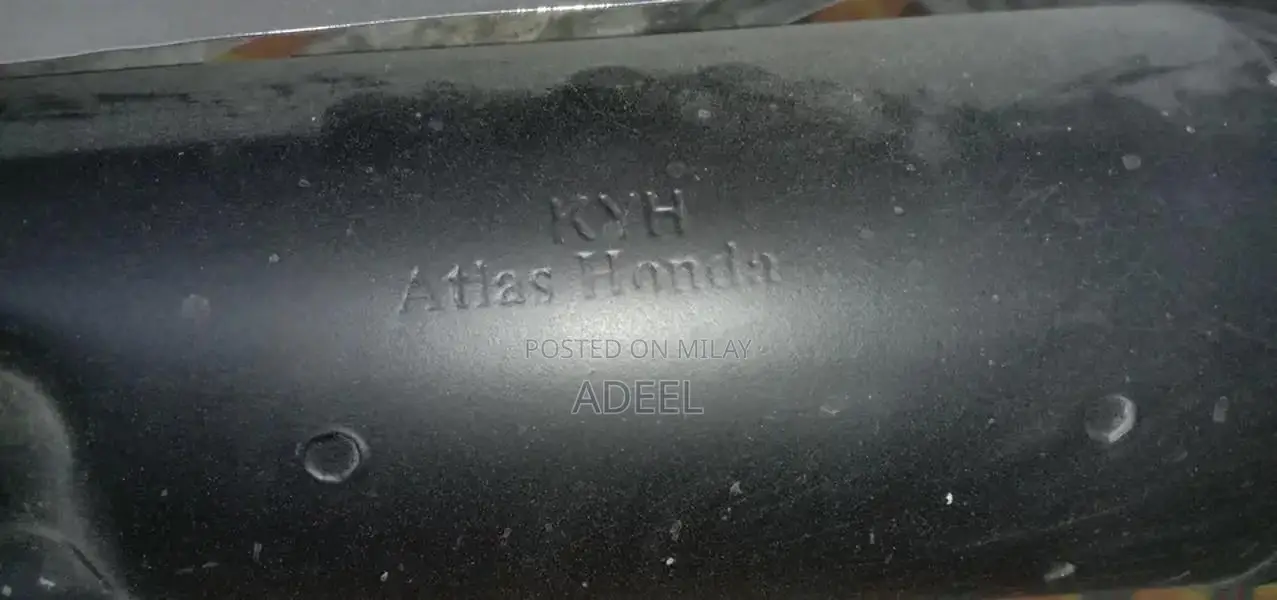 KYH
Atlas Honda
POSTED ON MILAY
ADEEL